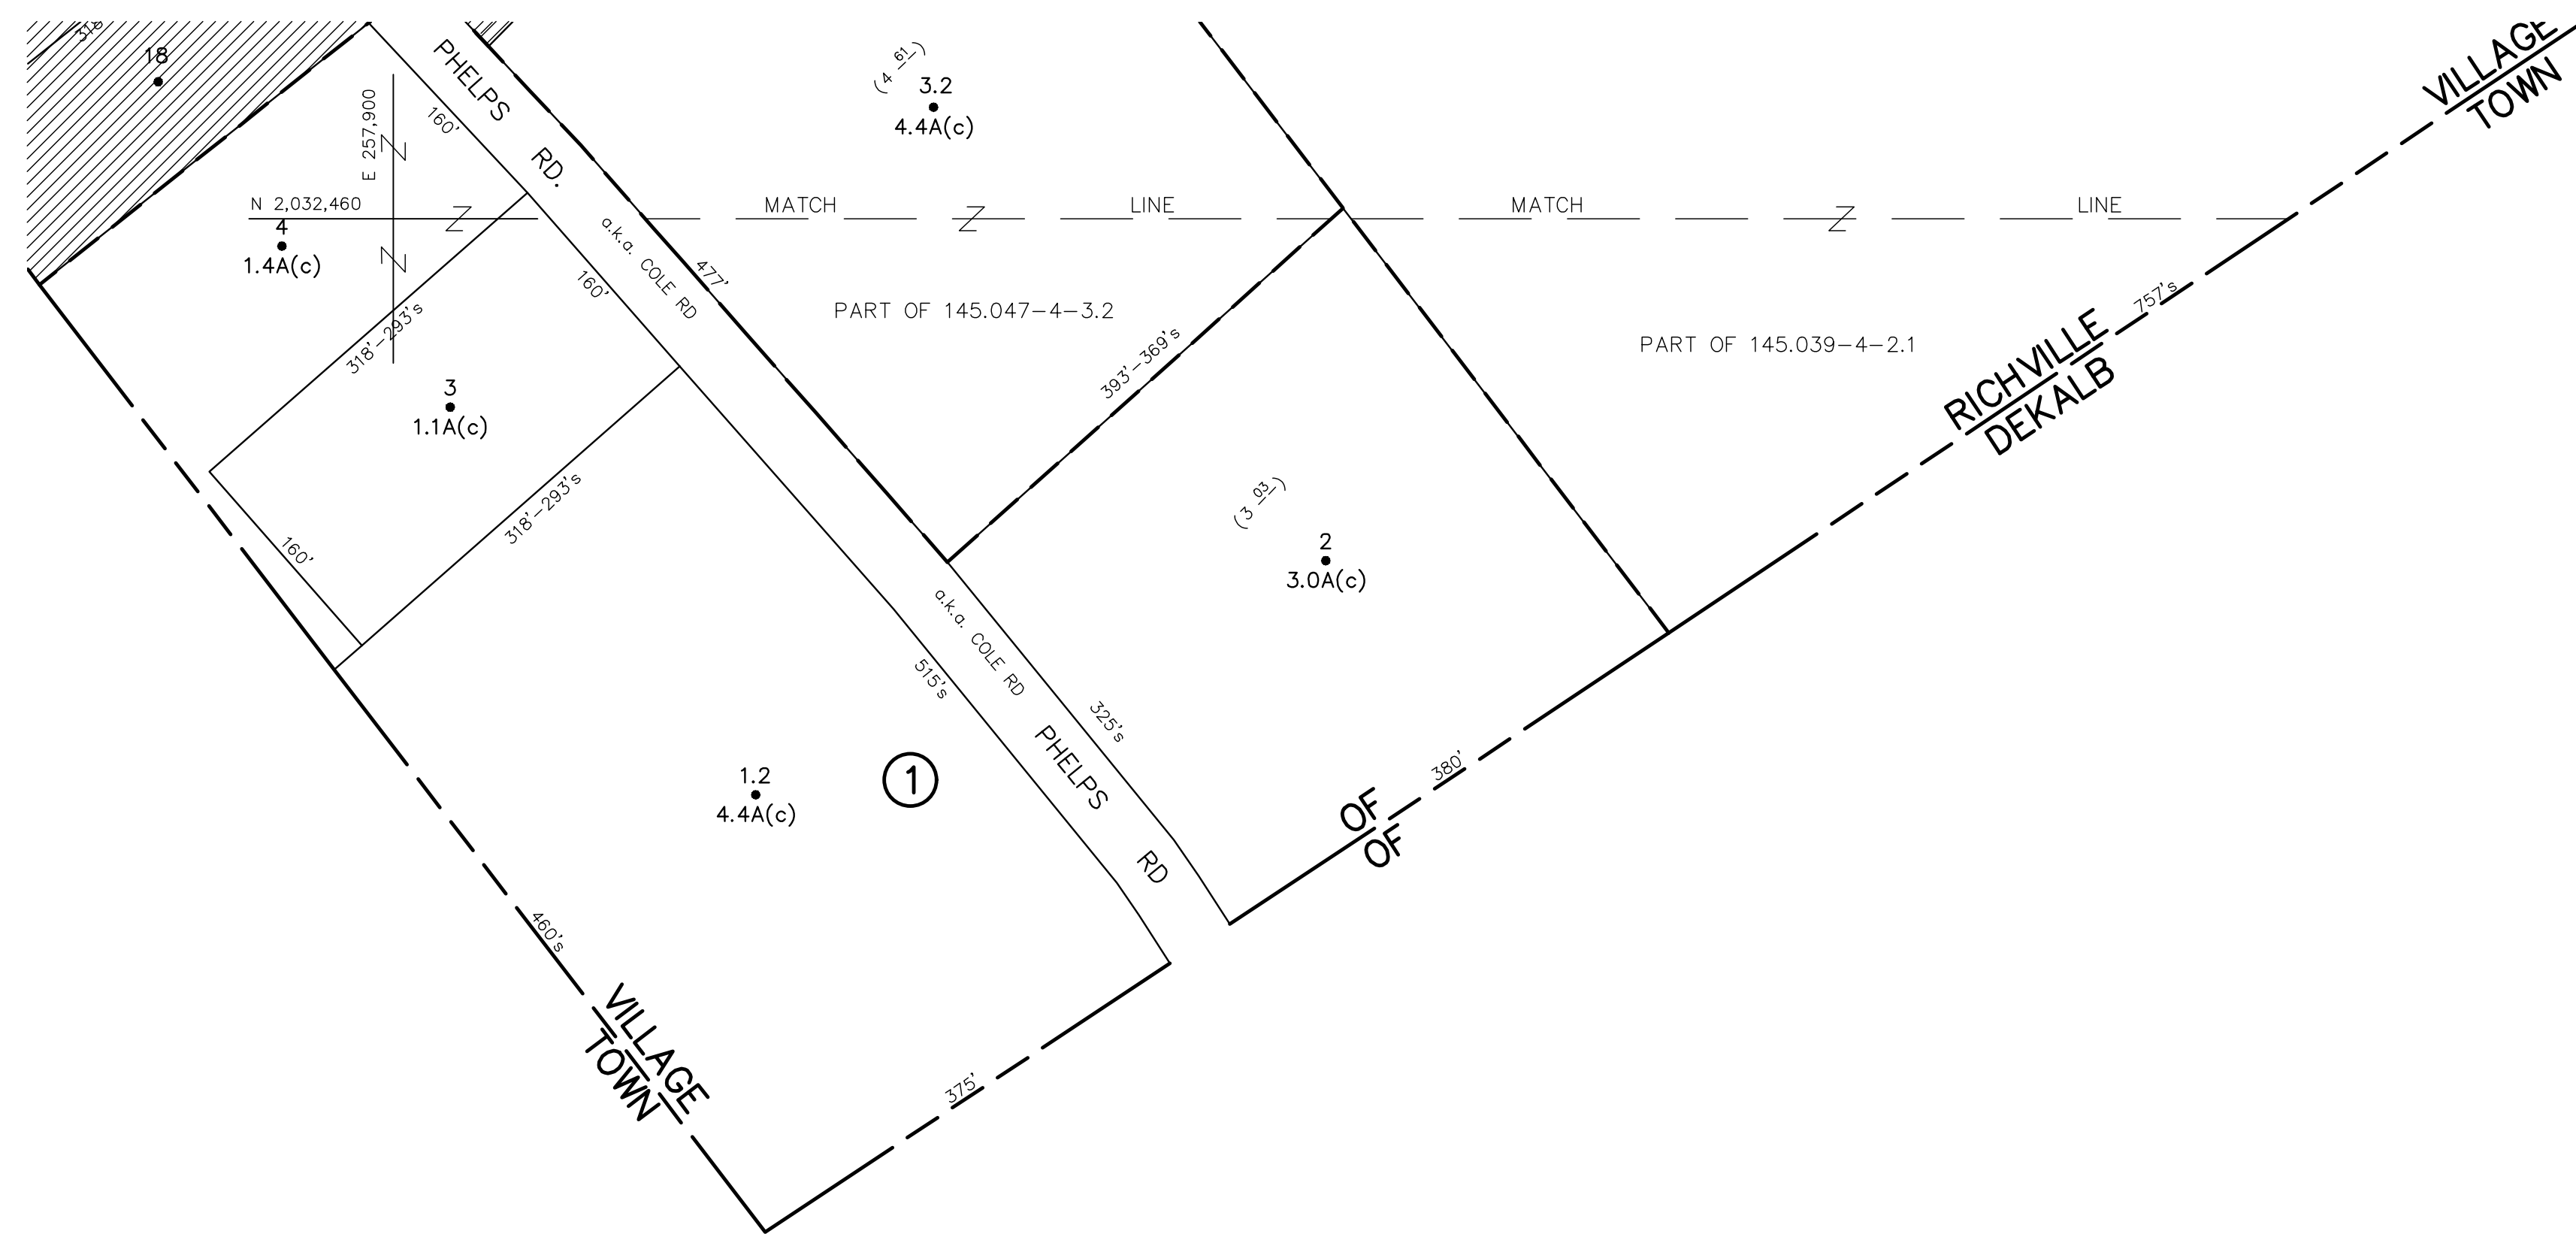 18
PHELPS
RD.
160'
E 257,900
N 2,032,460
4
1.4A(c)
(4 61)
3.2
4.4A(c)
VILLAGE
TOWN
MATCH
LINE
MATCH
LINE
a.k.a. COLE RD
477'
160'
318'-293's
PART OF 145.047-4-3.2
PART OF 145.039-4-2.1
393'-369's
757's
RICHVILLE
DEKALB
3
1.1A(c)
318'-293's
160'
(3 03)
2
3.0A(c)
a.k.a. COLE RD
515's
325's
PHELPS
RD
1.2
4.4A(c)
1
380'
OF
OF
460's
VILLAGE
TOWN
375'